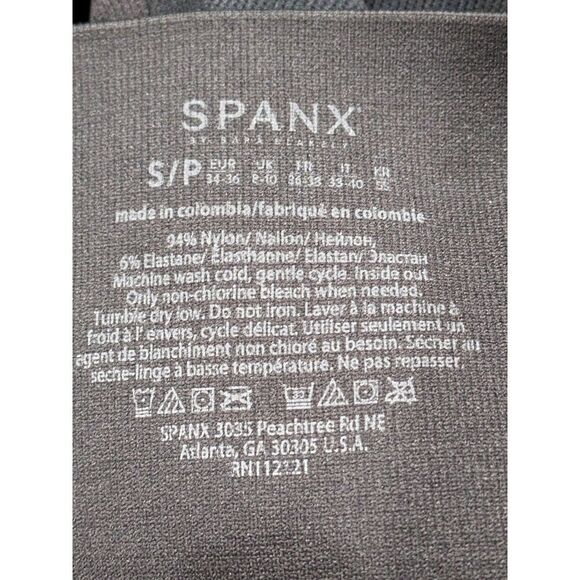 SPANX®
BY SARA BLAKELY
S/P EUR UK FR IT KR
34-36 8-10 36-38 38-40 55
made in colombia/fabriqué en colombie
94% Nylon/ Nailon/ Нейлон,
6% Elastane/ Élasthanne/ Elastan/ Эластан
Machine wash cold, gentle cycle. Inside out.
Only non-chlorine bleach when needed.
Tumble dry low. Do not iron. Laver à la machine à
froid à l' envers, cycle délicat. Utiliser seulement un
agent de blanchiment non chloré au besoin. Sécher au
sèche-linge à basse température. Ne pas repasser.
SPANX 3035 Peachtree Rd NE
Atlanta, GA 30305 U.S.A.
RN112121